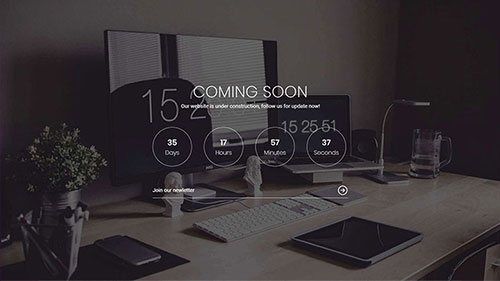 COMING SOON
Our website is under construction, follow us for update now!
35
Days
17
Hours
57
Minutes
37
Seconds
Join our newletter
15 2
15 25 51